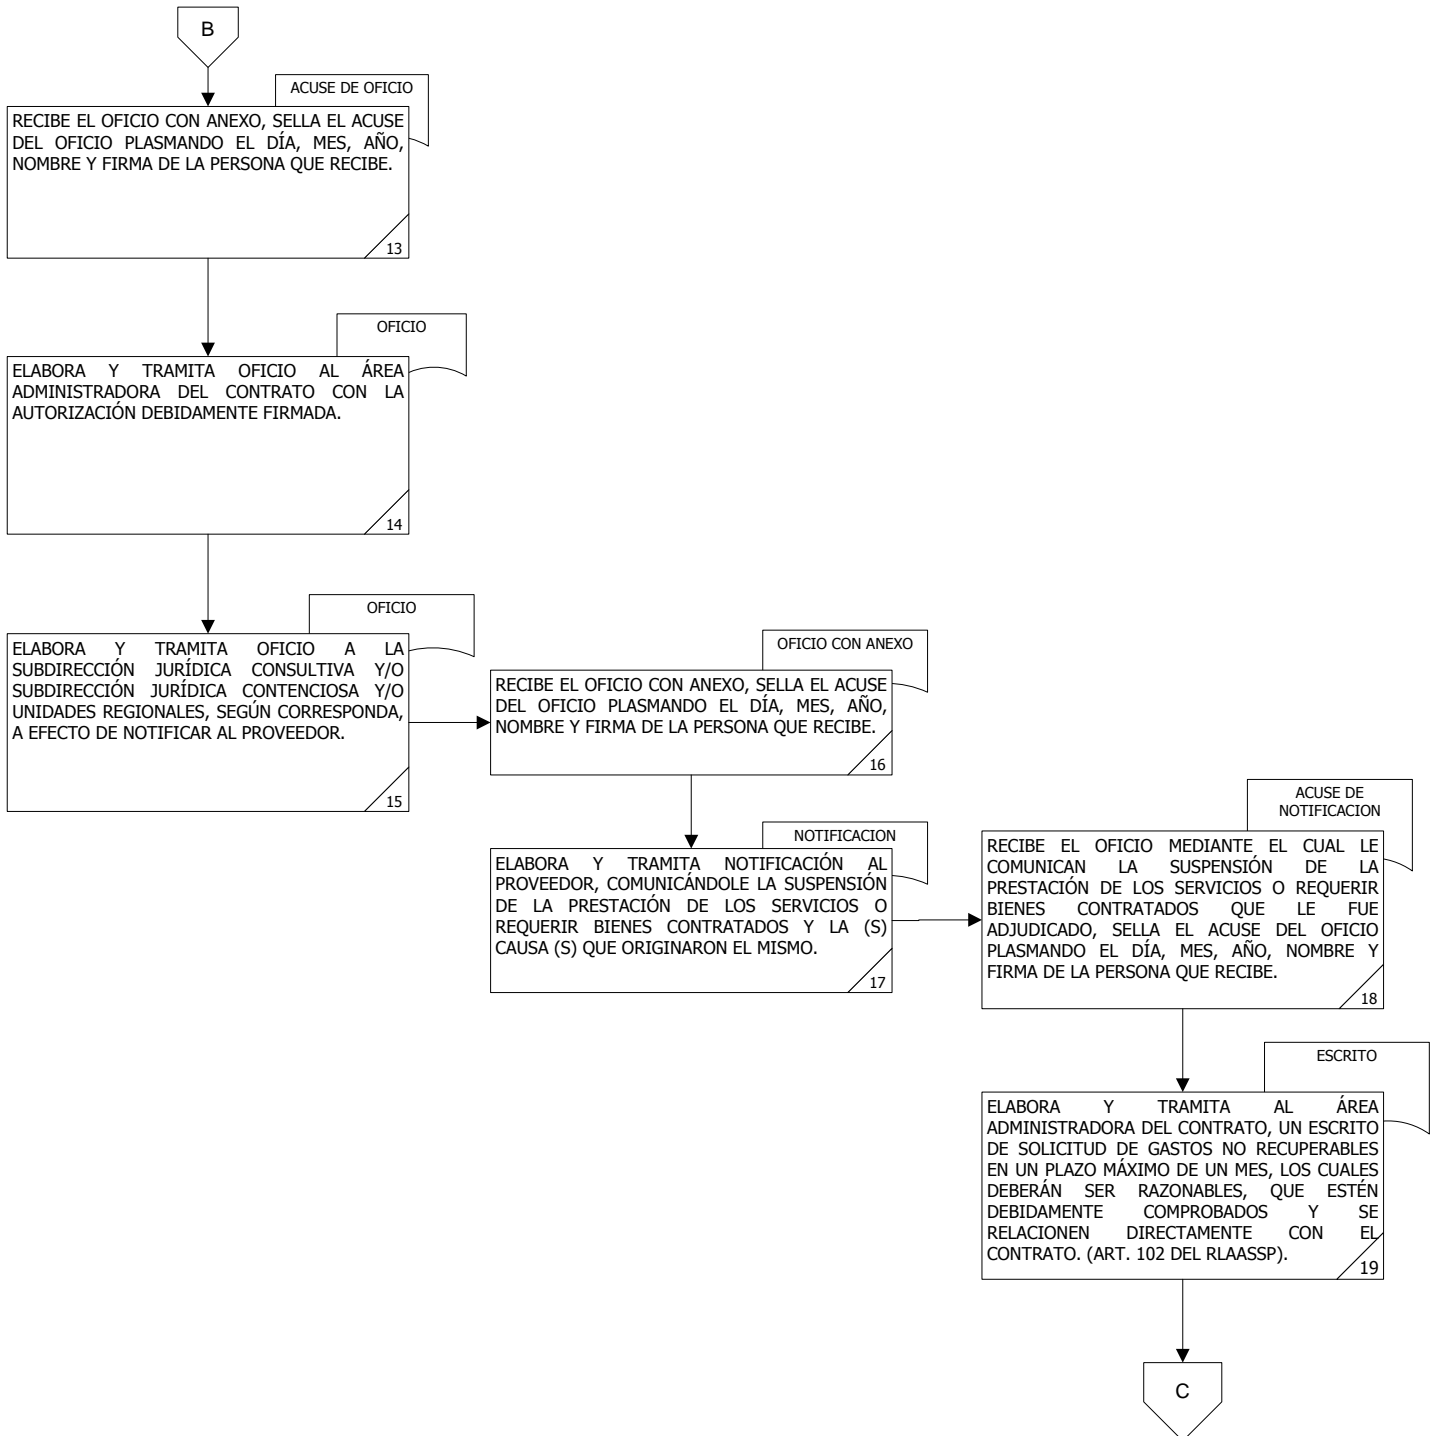 B
ACUSE DE OFICIO
RECIBE EL OFICIO CON ANEXO, SELLA EL ACUSE
DEL OFICIO PLASMANDO EL DÍA, MES, AÑO,
NOMBRE Y FIRMA DE LA PERSONA QUE RECIBE.
13
OFICIO
ELABORA Y TRAMITA OFICIO AL ÁREA
ADMINISTRADORA DEL CONTRATO CON LA
AUTORIZACIÓN DEBIDAMENTE FIRMADA.
14
OFICIO
ELABORA Y TRAMITA OFICIO A LA
SUBDIRECCIÓN JURÍDICA CONSULTIVA Y/O
SUBDIRECCIÓN JURÍDICA CONTENCIOSA Y/O
UNIDADES REGIONALES, SEGÚN CORRESPONDA,
A EFECTO DE NOTIFICAR AL PROVEEDOR.
15
OFICIO CON ANEXO
RECIBE EL OFICIO CON ANEXO, SELLA EL ACUSE
DEL OFICIO PLASMANDO EL DÍA, MES, AÑO,
NOMBRE Y FIRMA DE LA PERSONA QUE RECIBE.
16
NOTIFICACION
ELABORA Y TRAMITA NOTIFICACIÓN AL
PROVEEDOR, COMUNICÁNDOLE LA SUSPENSIÓN
DE LA PRESTACIÓN DE LOS SERVICIOS O
REQUERIR BIENES CONTRATADOS Y LA (S)
CAUSA (S) QUE ORIGINARON EL MISMO.
17
ACUSE DE
NOTIFICACION
RECIBE EL OFICIO MEDIANTE EL CUAL LE
COMUNICAN LA SUSPENSIÓN DE LA
PRESTACIÓN DE LOS SERVICIOS O REQUERIR
BIENES CONTRATADOS QUE LE FUE
ADJUDICADO, SELLA EL ACUSE DEL OFICIO
PLASMANDO EL DÍA, MES, AÑO, NOMBRE Y
FIRMA DE LA PERSONA QUE RECIBE.
18
ESCRITO
ELABORA Y TRAMITA AL ÁREA
ADMINISTRADORA DEL CONTRATO, UN ESCRITO
DE SOLICITUD DE GASTOS NO RECUPERABLES
EN UN PLAZO MÁXIMO DE UN MES, LOS CUALES
DEBERÁN SER RAZONABLES, QUE ESTÉN
DEBIDAMENTE COMPROBADOS Y SE
RELACIONEN DIRECTAMENTE CON EL
CONTRATO. (ART. 102 DEL RLAASSP).
19
C